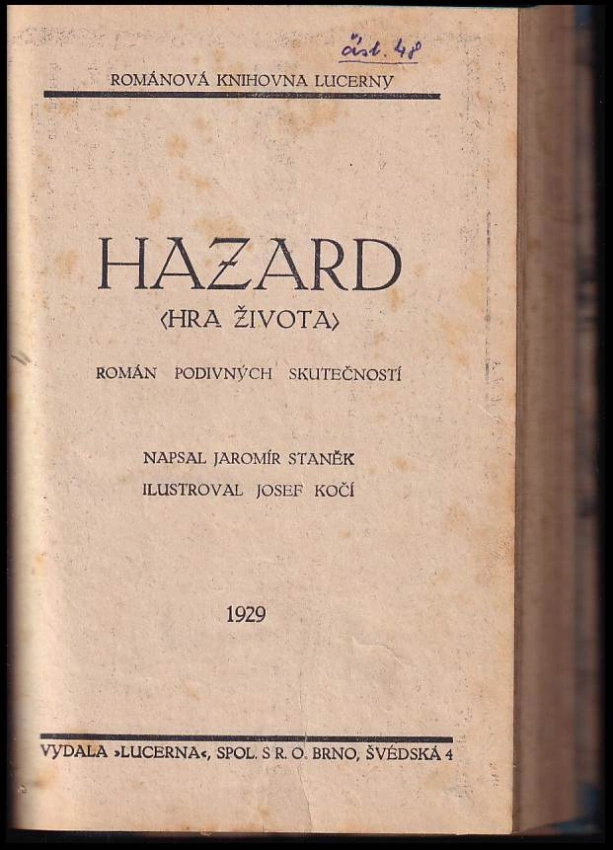 část. 48
ROMÁNOVÁ KNIHOVNA LUCERNY
HAZARD
<HRA ŽIVOTA>
ROMÁN PODIVNÝCH SKUTEČNOSTÍ
NAPSAL JAROMÍR STANĚK
ILUSTROVAL JOSEF KOČÍ
1929
VYDALA »LUCERNA«, SPOL. S R. O. BRNO, ŠVÉDSKÁ 4